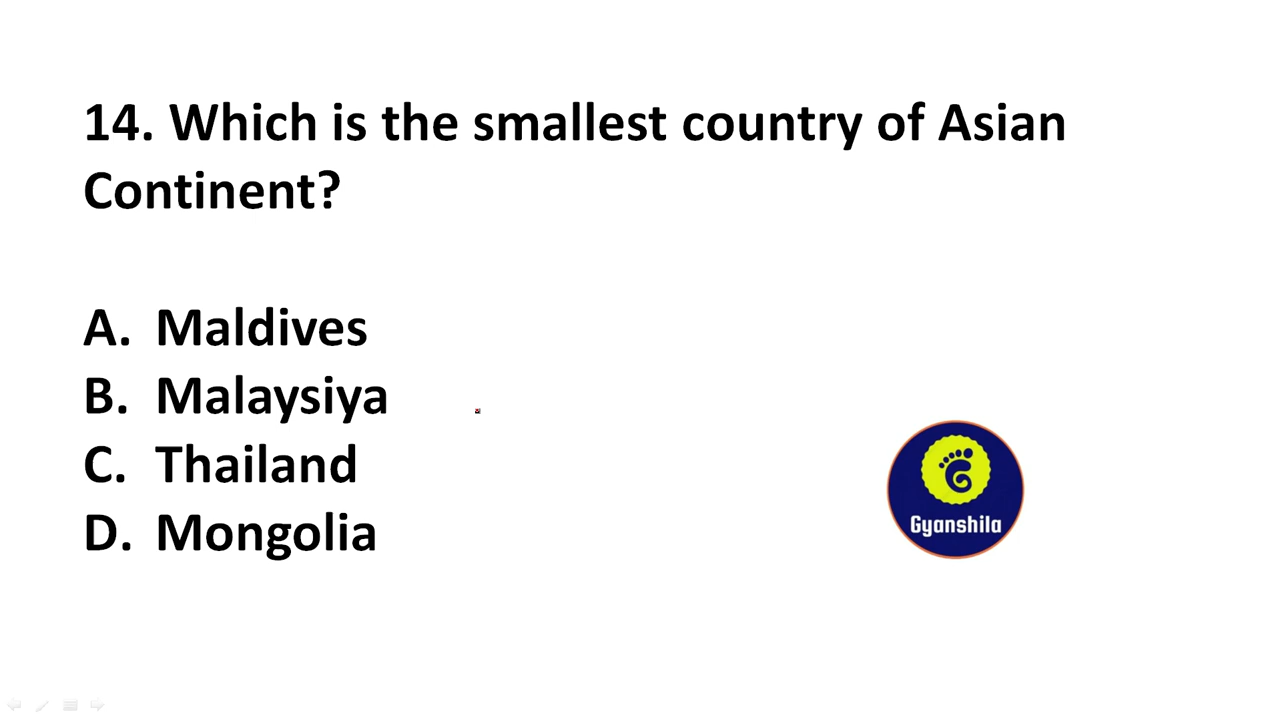 14. Which is the smallest country of Asian
Continent?
A. Maldives
B. Malaysiya
C. Thailand
D. Mongolia
Gyanshila